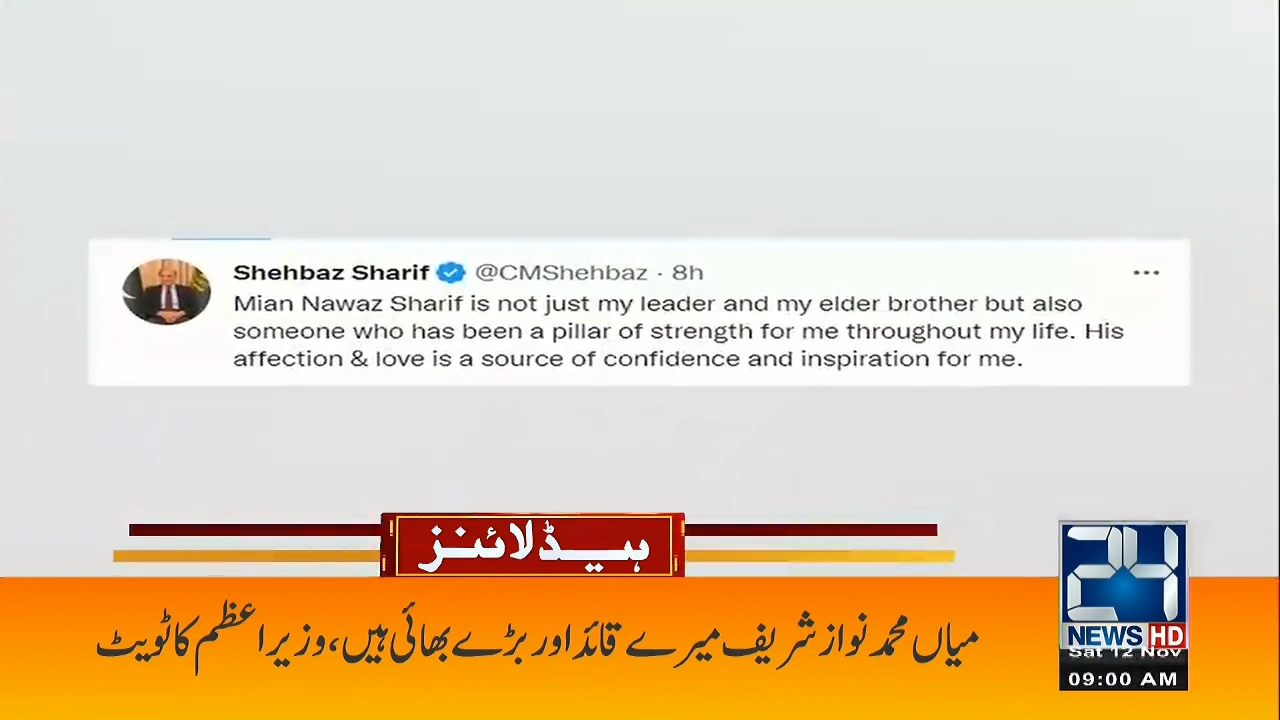 Shehbaz Sharif @CMShehbaz · 8h
Mian Nawaz Sharif is not just my leader and my elder brother but also
someone who has been a pillar of strength for me throughout my life. His
affection & love is a source of confidence and inspiration for me.
ہیڈلائنز
میاں محمد نواز شریف میرے قائد اور بڑے بھائی ہیں، وزیراعظم کا ٹویٹ
24
NEWS HD
Sat 12 Nov
09:00 AM